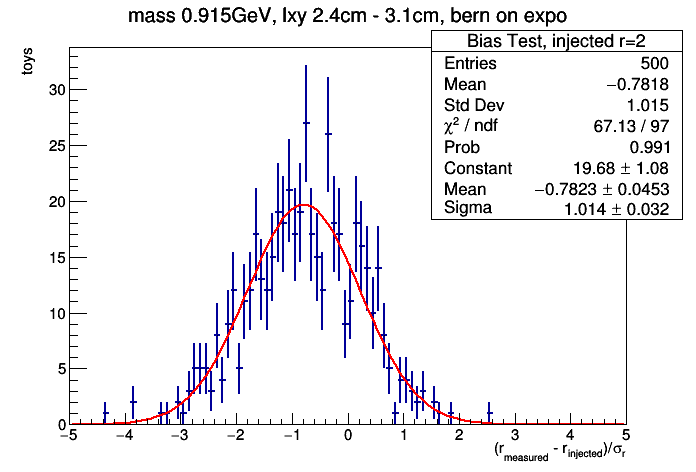 mass 0.915GeV, lxy 2.4cm - 3.1cm, bern on expo
toys
Bias Test, injected r=2
Entries 500
Mean −0.7818
Std Dev 1.015
χ² / ndf 67.13 / 97
Prob 0.991
Constant 19.68 ± 1.08
Mean −0.7823 ± 0.0453
Sigma 1.014 ± 0.032
30
25
20
15
10
5
0
−5 −4 −3 −2 −1 0 1 2 3 4 5
(r_measured - r_injected)/σ_r